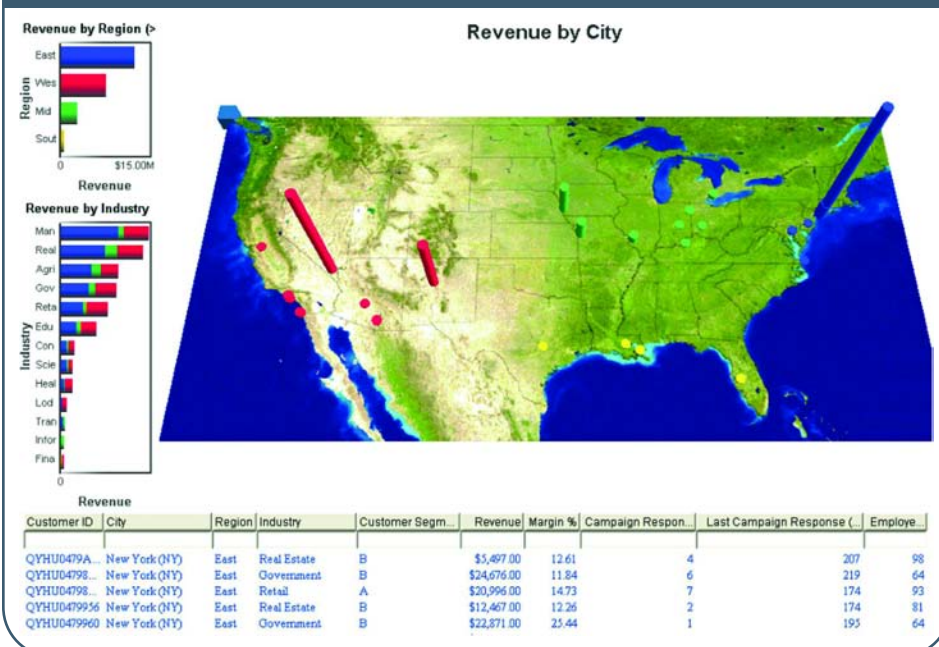 Revenue by Region (>
East
Wes
Mid
Sout
Region
0 $15.00M
Revenue
Revenue by Industry
Man
Real
Agri
Gov
Reta
Edu
Con
Scie
Heal
Lod
Tran
Infor
Fina
Industry
0
Revenue
Revenue by City
Customer ID City Region Industry Customer Segm... Revenue Margin % Campaign Respon... Last Campaign Response (... Employe...
QYHU0479A... New York (NY) East Real Estate B $5,497.00 12.61 4 207 98
QYHU04798... New York (NY) East Government B $24,676.00 11.84 6 219 64
QYHU04798... New York (NY) East Retail A $20,996.00 14.73 7 174 93
QYHU0479956 New York (NY) East Real Estate B $12,467.00 12.26 2 174 81
QYHU0479960 New York (NY) East Government B $22,871.00 25.44 1 195 64